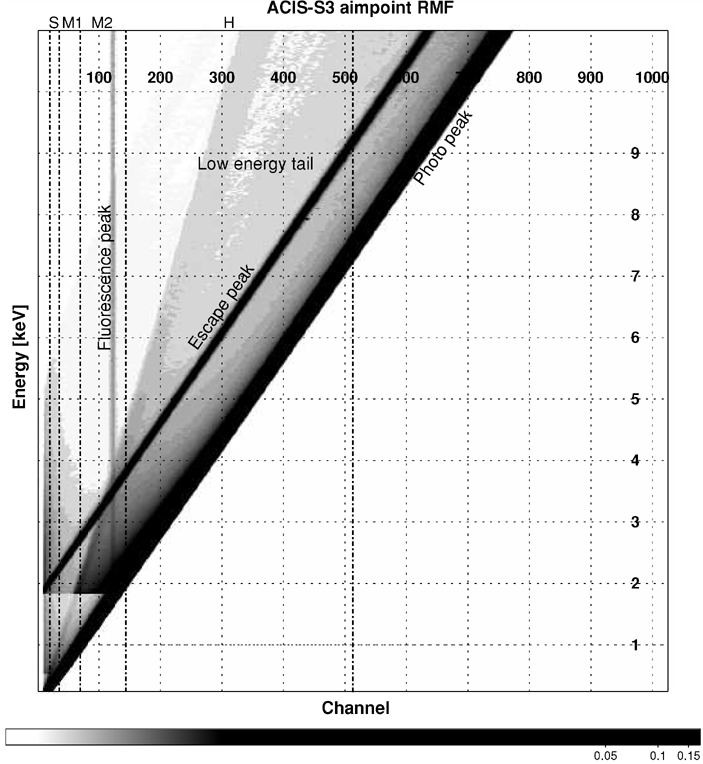 ACIS-S3 aimpoint RMF
S M1 M2 H
100 200 300 400 500 600 700 800 900 1000
Low energy tail
Photo peak
Fluorescence peak
Escape peak
9
8
7
6
5
4
3
2
1
Energy [keV]
Channel
0.05 0.1 0.15